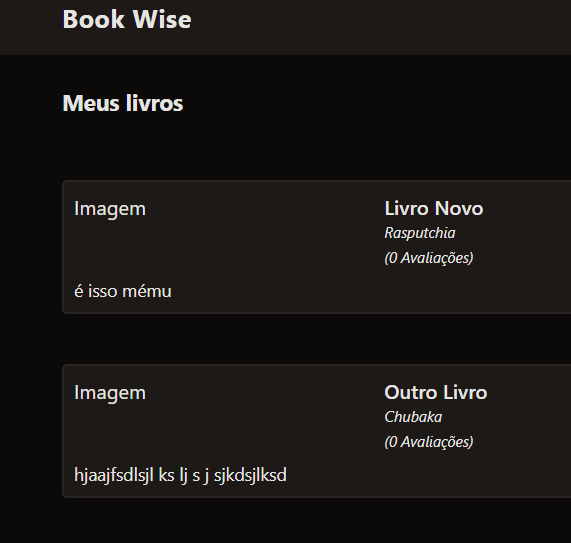 Book Wise
Meus livros
Imagem
Livro Novo
Rasputchia
(0 Avaliações)
é isso mému
Imagem
Outro Livro
Chubaka
(0 Avaliações)
hjaajfsdlsjl ks lj s j sjkdsjlksd